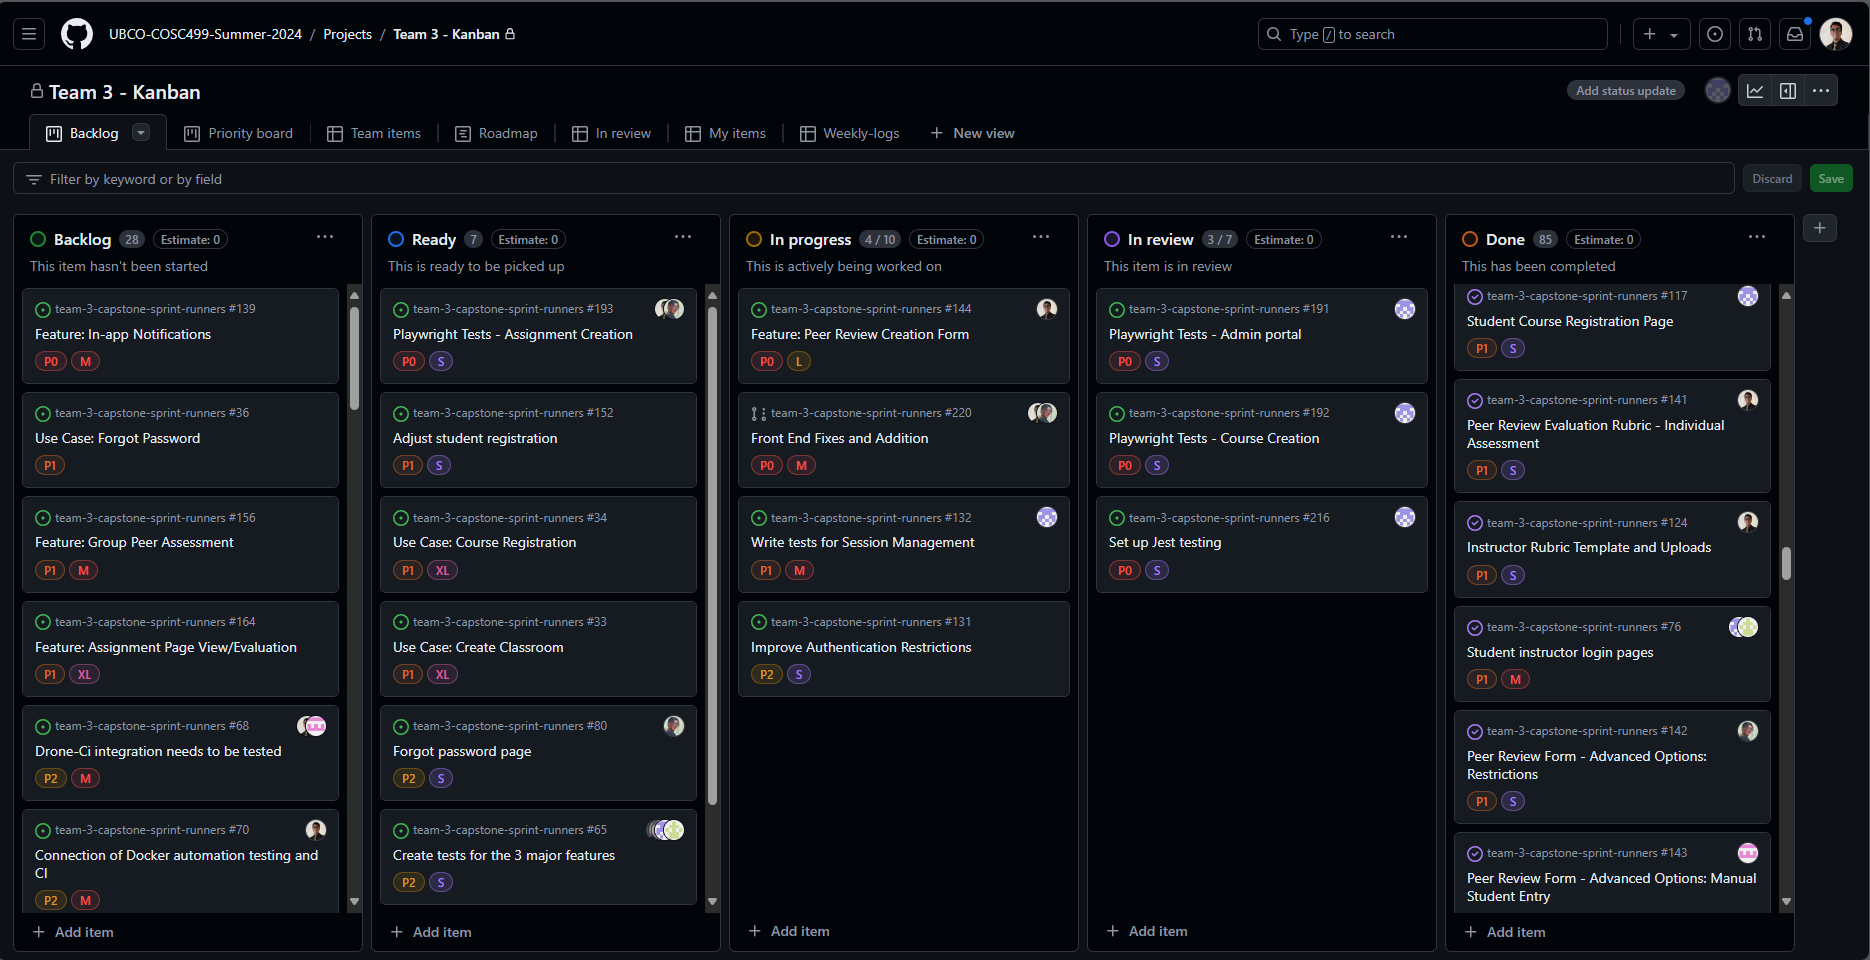 UBCO-COSC499-Summer-2024 / Projects / Team 3 - Kanban
Type / to search
Team 3 - Kanban
Add status update
Backlog
Priority board
Team items
Roadmap
In review
My items
Weekly-logs
New view
Filter by keyword or by field
Discard
Save
Backlog 28 Estimate: 0
This item hasn't been started
team-3-capstone-sprint-runners #139
Feature: In-app Notifications
P0 M
team-3-capstone-sprint-runners #36
Use Case: Forgot Password
P1
team-3-capstone-sprint-runners #156
Feature: Group Peer Assessment
P1 M
team-3-capstone-sprint-runners #164
Feature: Assignment Page View/Evaluation
P1 XL
team-3-capstone-sprint-runners #68
Drone-Ci integration needs to be tested
P2 M
team-3-capstone-sprint-runners #70
Connection of Docker automation testing and
CI
P2 M
Add item
Ready 7 Estimate: 0
This is ready to be picked up
team-3-capstone-sprint-runners #193
Playwright Tests - Assignment Creation
P0 S
team-3-capstone-sprint-runners #152
Adjust student registration
P1 S
team-3-capstone-sprint-runners #34
Use Case: Course Registration
P1 XL
team-3-capstone-sprint-runners #33
Use Case: Create Classroom
P1 XL
team-3-capstone-sprint-runners #80
Forgot password page
P2 S
team-3-capstone-sprint-runners #65
Create tests for the 3 major features
P2 S
Add item
In progress 4 / 10 Estimate: 0
This is actively being worked on
team-3-capstone-sprint-runners #144
Feature: Peer Review Creation Form
P0 L
team-3-capstone-sprint-runners #220
Front End Fixes and Addition
P0 M
team-3-capstone-sprint-runners #132
Write tests for Session Management
P1 M
team-3-capstone-sprint-runners #131
Improve Authentication Restrictions
P2 S
Add item
In review 3 / 7 Estimate: 0
This item is in review
team-3-capstone-sprint-runners #191
Playwright Tests - Admin portal
P0 S
team-3-capstone-sprint-runners #192
Playwright Tests - Course Creation
P0 S
team-3-capstone-sprint-runners #216
Set up Jest testing
P0 S
Add item
Done 85 Estimate: 0
This has been completed
team-3-capstone-sprint-runners #117
Student Course Registration Page
P1 S
team-3-capstone-sprint-runners #141
Peer Review Evaluation Rubric - Individual
Assessment
P1 S
team-3-capstone-sprint-runners #124
Instructor Rubric Template and Uploads
P1 S
team-3-capstone-sprint-runners #76
Student instructor login pages
P1 M
team-3-capstone-sprint-runners #142
Peer Review Form - Advanced Options:
Restrictions
P1 S
team-3-capstone-sprint-runners #143
Peer Review Form - Advanced Options: Manual
Student Entry
Add item